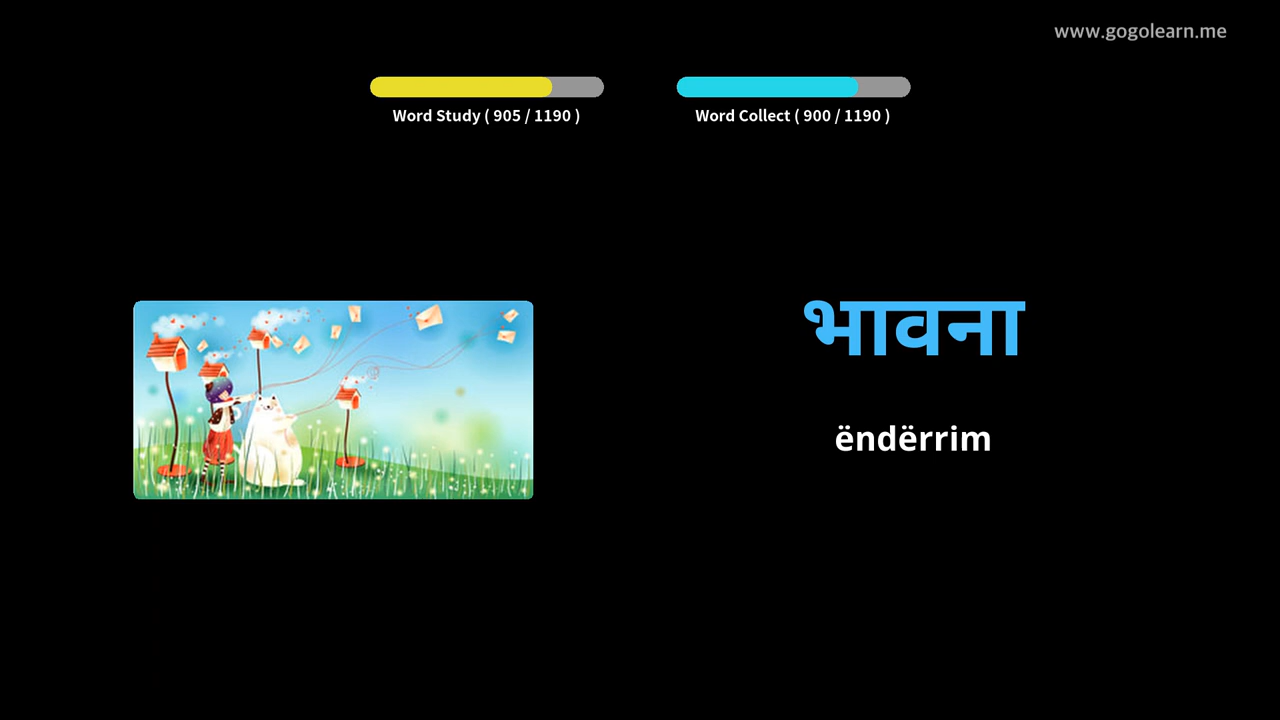 www.gogolearn.me
Word Study ( 905 / 1190 )
Word Collect ( 900 / 1190 )
भावना
ëndërrim